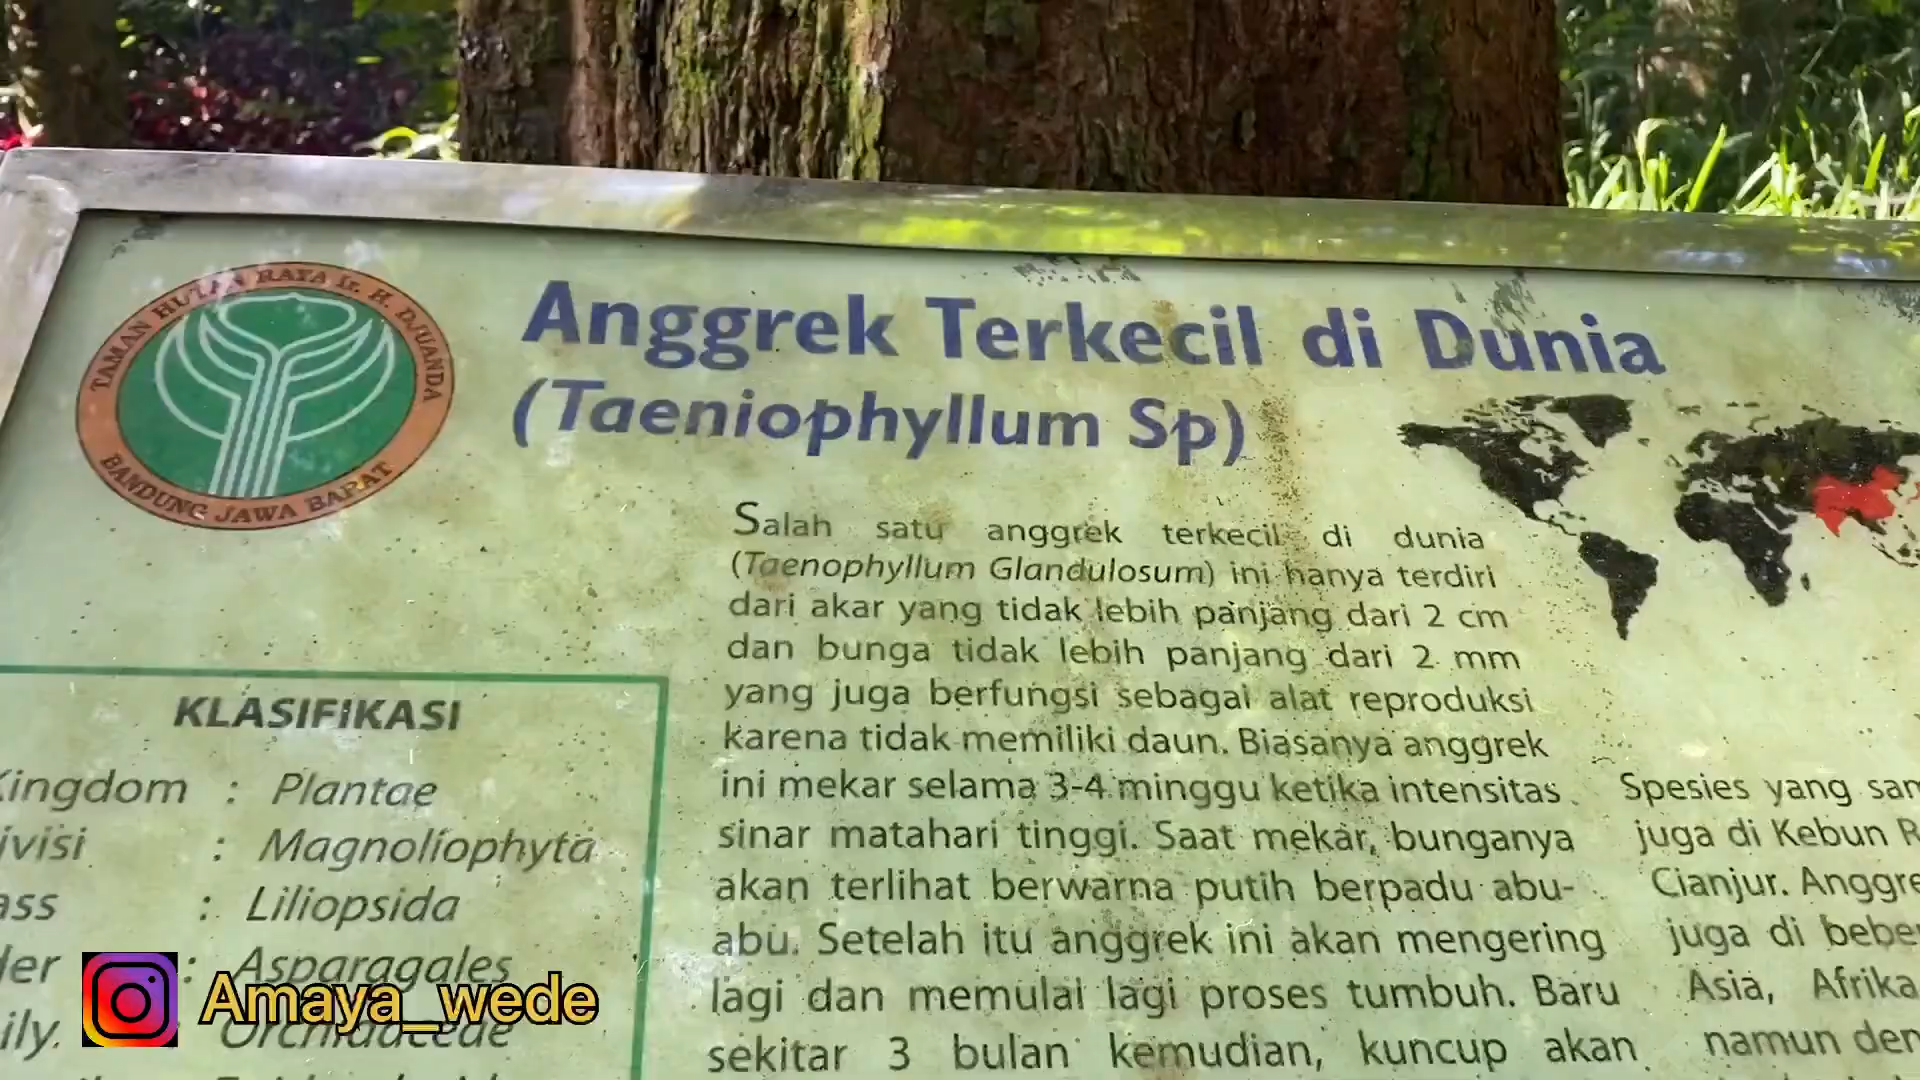 TAMAN HUTAN RAYA Ir. H. DJUANDA
BANDUNG JAWA BARAT
Anggrek Terkecil di Dunia
(Taeniophyllum Sp)
Salah satu anggrek terkecil di dunia
(Taenophyllum Glandulosum) ini hanya terdiri
dari akar yang tidak lebih panjang dari 2 cm
dan bunga tidak lebih panjang dari 2 mm
yang juga berfungsi sebagai alat reproduksi
karena tidak memiliki daun. Biasanya anggrek
ini mekar selama 3-4 minggu ketika intensitas
sinar matahari tinggi. Saat mekar, bunganya
akan terlihat berwarna putih berpadu abu-
abu. Setelah itu anggrek ini akan mengering
lagi dan memulai lagi proses tumbuh. Baru
sekitar 3 bulan kemudian, kuncup akan
KLASIFIKASI
Kingdom : Plantae
ivisi : Magnoliophyta
ass : Liliopsida
der : Asparagales
ily. : Orchidaceae
Spesies yang sam
juga di Kebun R
Cianjur. Anggre
juga di bebe
Asia, Afrika
namun den
Amaya_wede